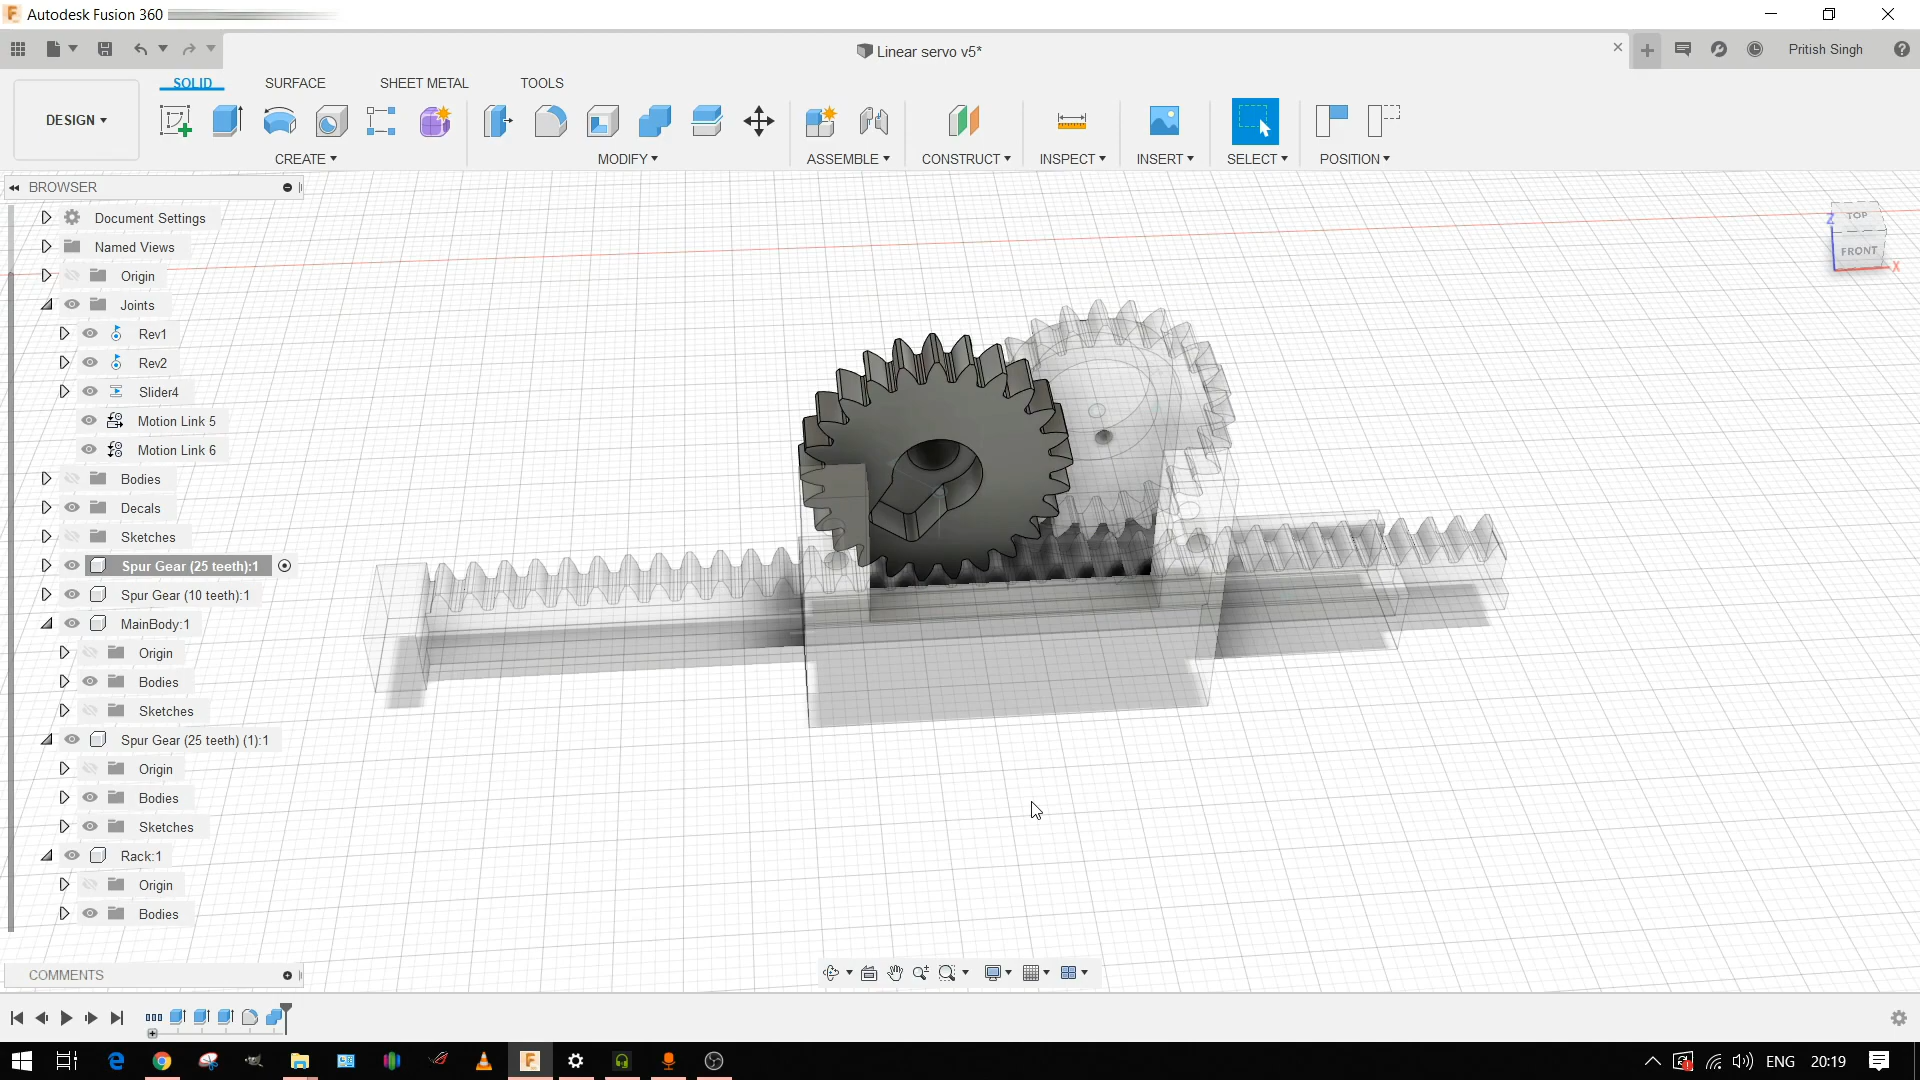 Autodesk Fusion 360
Linear servo v5*
Pritish Singh
SOLID SURFACE SHEET METAL TOOLS
DESIGN
CREATE MODIFY ASSEMBLE CONSTRUCT INSPECT INSERT SELECT POSITION
BROWSER
Document Settings
Named Views
Origin
Joints
Rev1
Rev2
Slider4
Motion Link 5
Motion Link 6
Bodies
Decals
Sketches
Spur Gear (25 teeth):1
Spur Gear (10 teeth):1
MainBody:1
Origin
Bodies
Sketches
Spur Gear (25 teeth) (1):1
Origin
Bodies
Sketches
Rack:1
Origin
Bodies
TOP
Z
FRONT
X
COMMENTS
ENG 20:19